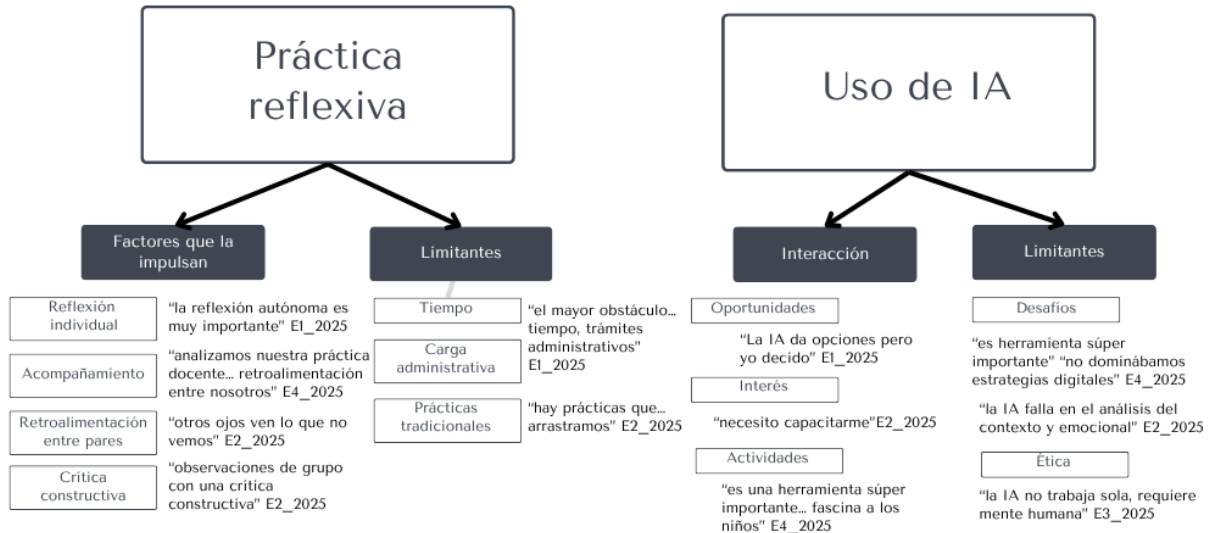 Práctica
reflexiva
Factores que la
impulsan
Reflexión
individual
“la reflexión autónoma es
muy importante” E1_2025
Acompañamiento
“analizamos nuestra práctica
docente... retroalimentación
entre nosotros” E4_2025
Retroalimentación
entre pares
“otros ojos ven lo que no
vemos” E2_2025
Crítica
constructiva
“observaciones de grupo
con una crítica
constructiva” E2_2025
Limitantes
Tiempo
Carga
administrativa
“el mayor obstáculo...
tiempo, trámites
administrativos”
E1_2025
Prácticas
tradicionales
“hay prácticas que...
arrastramos” E2_2025
Uso de IA
Interacción
Oportunidades
“La IA da opciones pero
yo decido” E1_2025
Interés
“necesito capacitarme”E2_2025
Actividades
“es una herramienta súper
importante... fascina a los
niños” E4_2025
Limitantes
Desafíos
“es herramienta súper
importante” “no dominábamos
estrategias digitales” E4_2025
“la IA falla en el análisis del
contexto y emocional” E2_2025
Ética
“la IA no trabaja sola, requiere
mente humana” E3_2025